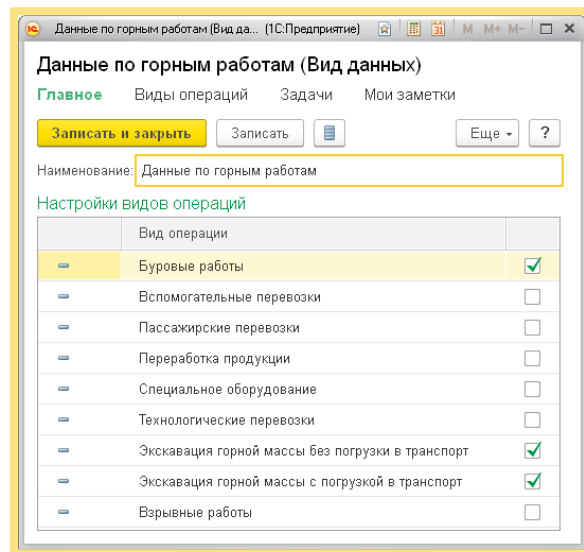 1С Данные по горным работам (Вид да... (1С:Предприятие) 31 M M+ M-
Данные по горным работам (Вид данных)
Главное Виды операций Задачи Мои заметки
Записать и закрыть Записать Еще ?
Наименование: Данные по горным работам
Настройки видов операций
Вид операции
Буровые работы
Вспомогательные перевозки
Пассажирские перевозки
Переработка продукции
Специальное оборудование
Технологические перевозки
Экскавация горной массы без погрузки в транспорт
Экскавация горной массы с погрузкой в транспорт
Взрывные работы